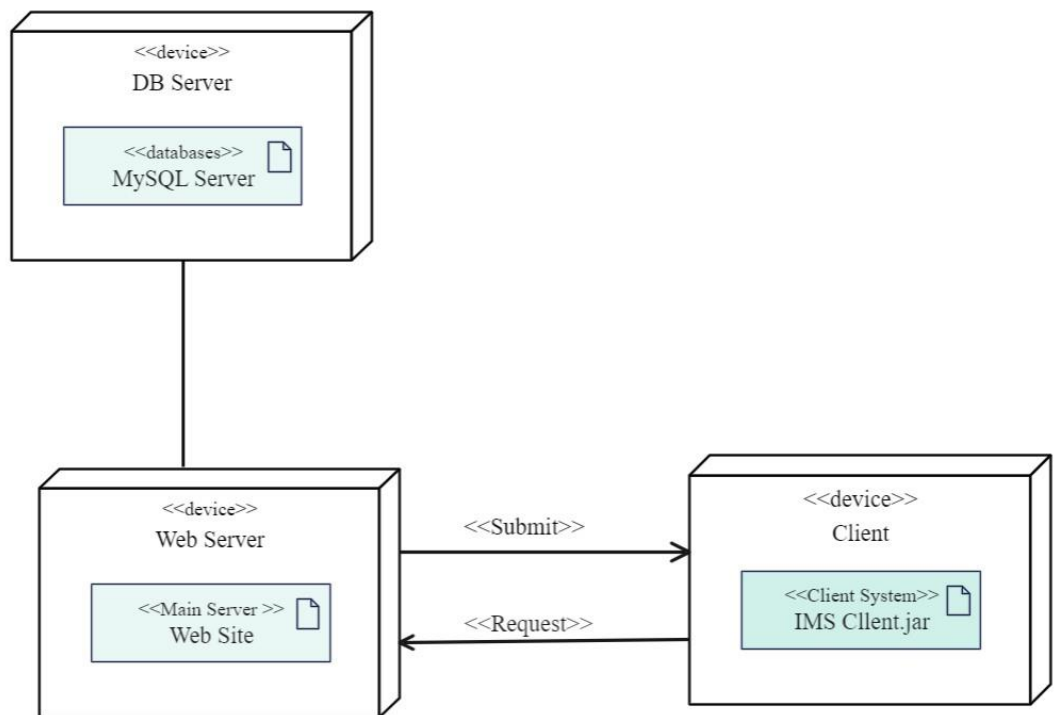 <<device>>
DB Server
<<databases>>
MySQL Server
<<device>>
Web Server
<<Main Server >>
Web Site
<<Submit>>
<<Request>>
<<device>>
Client
<<Client System>>
IMS Cllent.jar